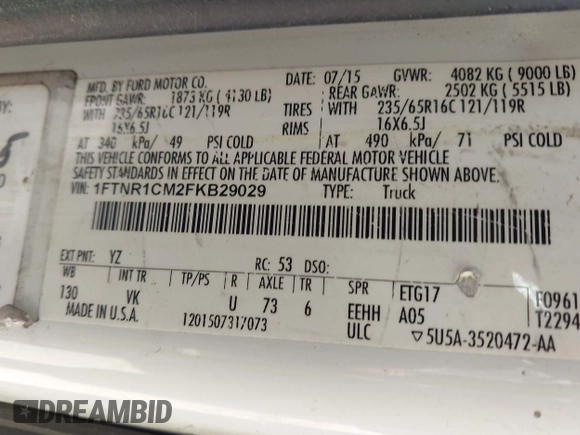 MFD. BY FORD MOTOR CO. DATE: 07/15 GVWR: 4082 KG ( 9000 LB)
FRONT GAWR: 1873 KG ( 4130 LB) REAR GAWR: 2502 KG ( 5515 LB)
235/65R16C 121/119R TIRES WITH 235/65R16C 121/119R
16X6.5J RIMS 16X6.5J
AT 340 kPa/ 49 PSI COLD AT 490 kPa/ 71 PSI COLD
THIS VEHICLE CONFORMS TO ALL APPLICABLE FEDERAL MOTOR VEHICLE
SAFETY STANDARDS IN EFFECT ON THE DATE OF MANUFACTURE SHOWN ABOVE.
VIN: 1FTNR1CM2FKB29029 TYPE: Truck
BY:
EXT PNT: YZ RC: 53 DSO:
WB INT TR TP/PS R AXLE TR SPR ETG17 F0961
130 VK U 73 6 EEHH A05 T2294
MADE IN U.S.A. 1201507317073 ULC ▽5U5A-3520472-AA
DREAMBID